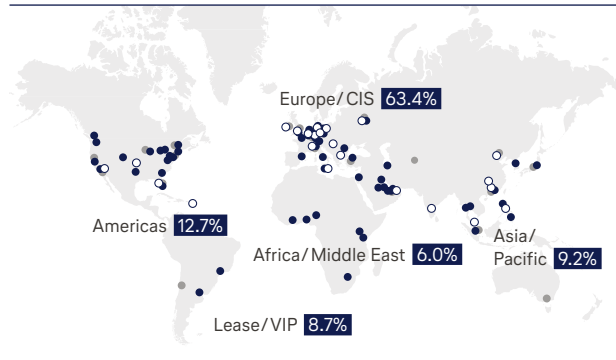 Europe/CIS 63.4%
Americas 12.7%
Africa/Middle East 6.0%
Asia/
Pacific 9.2%
Lease/VIP 8.7%